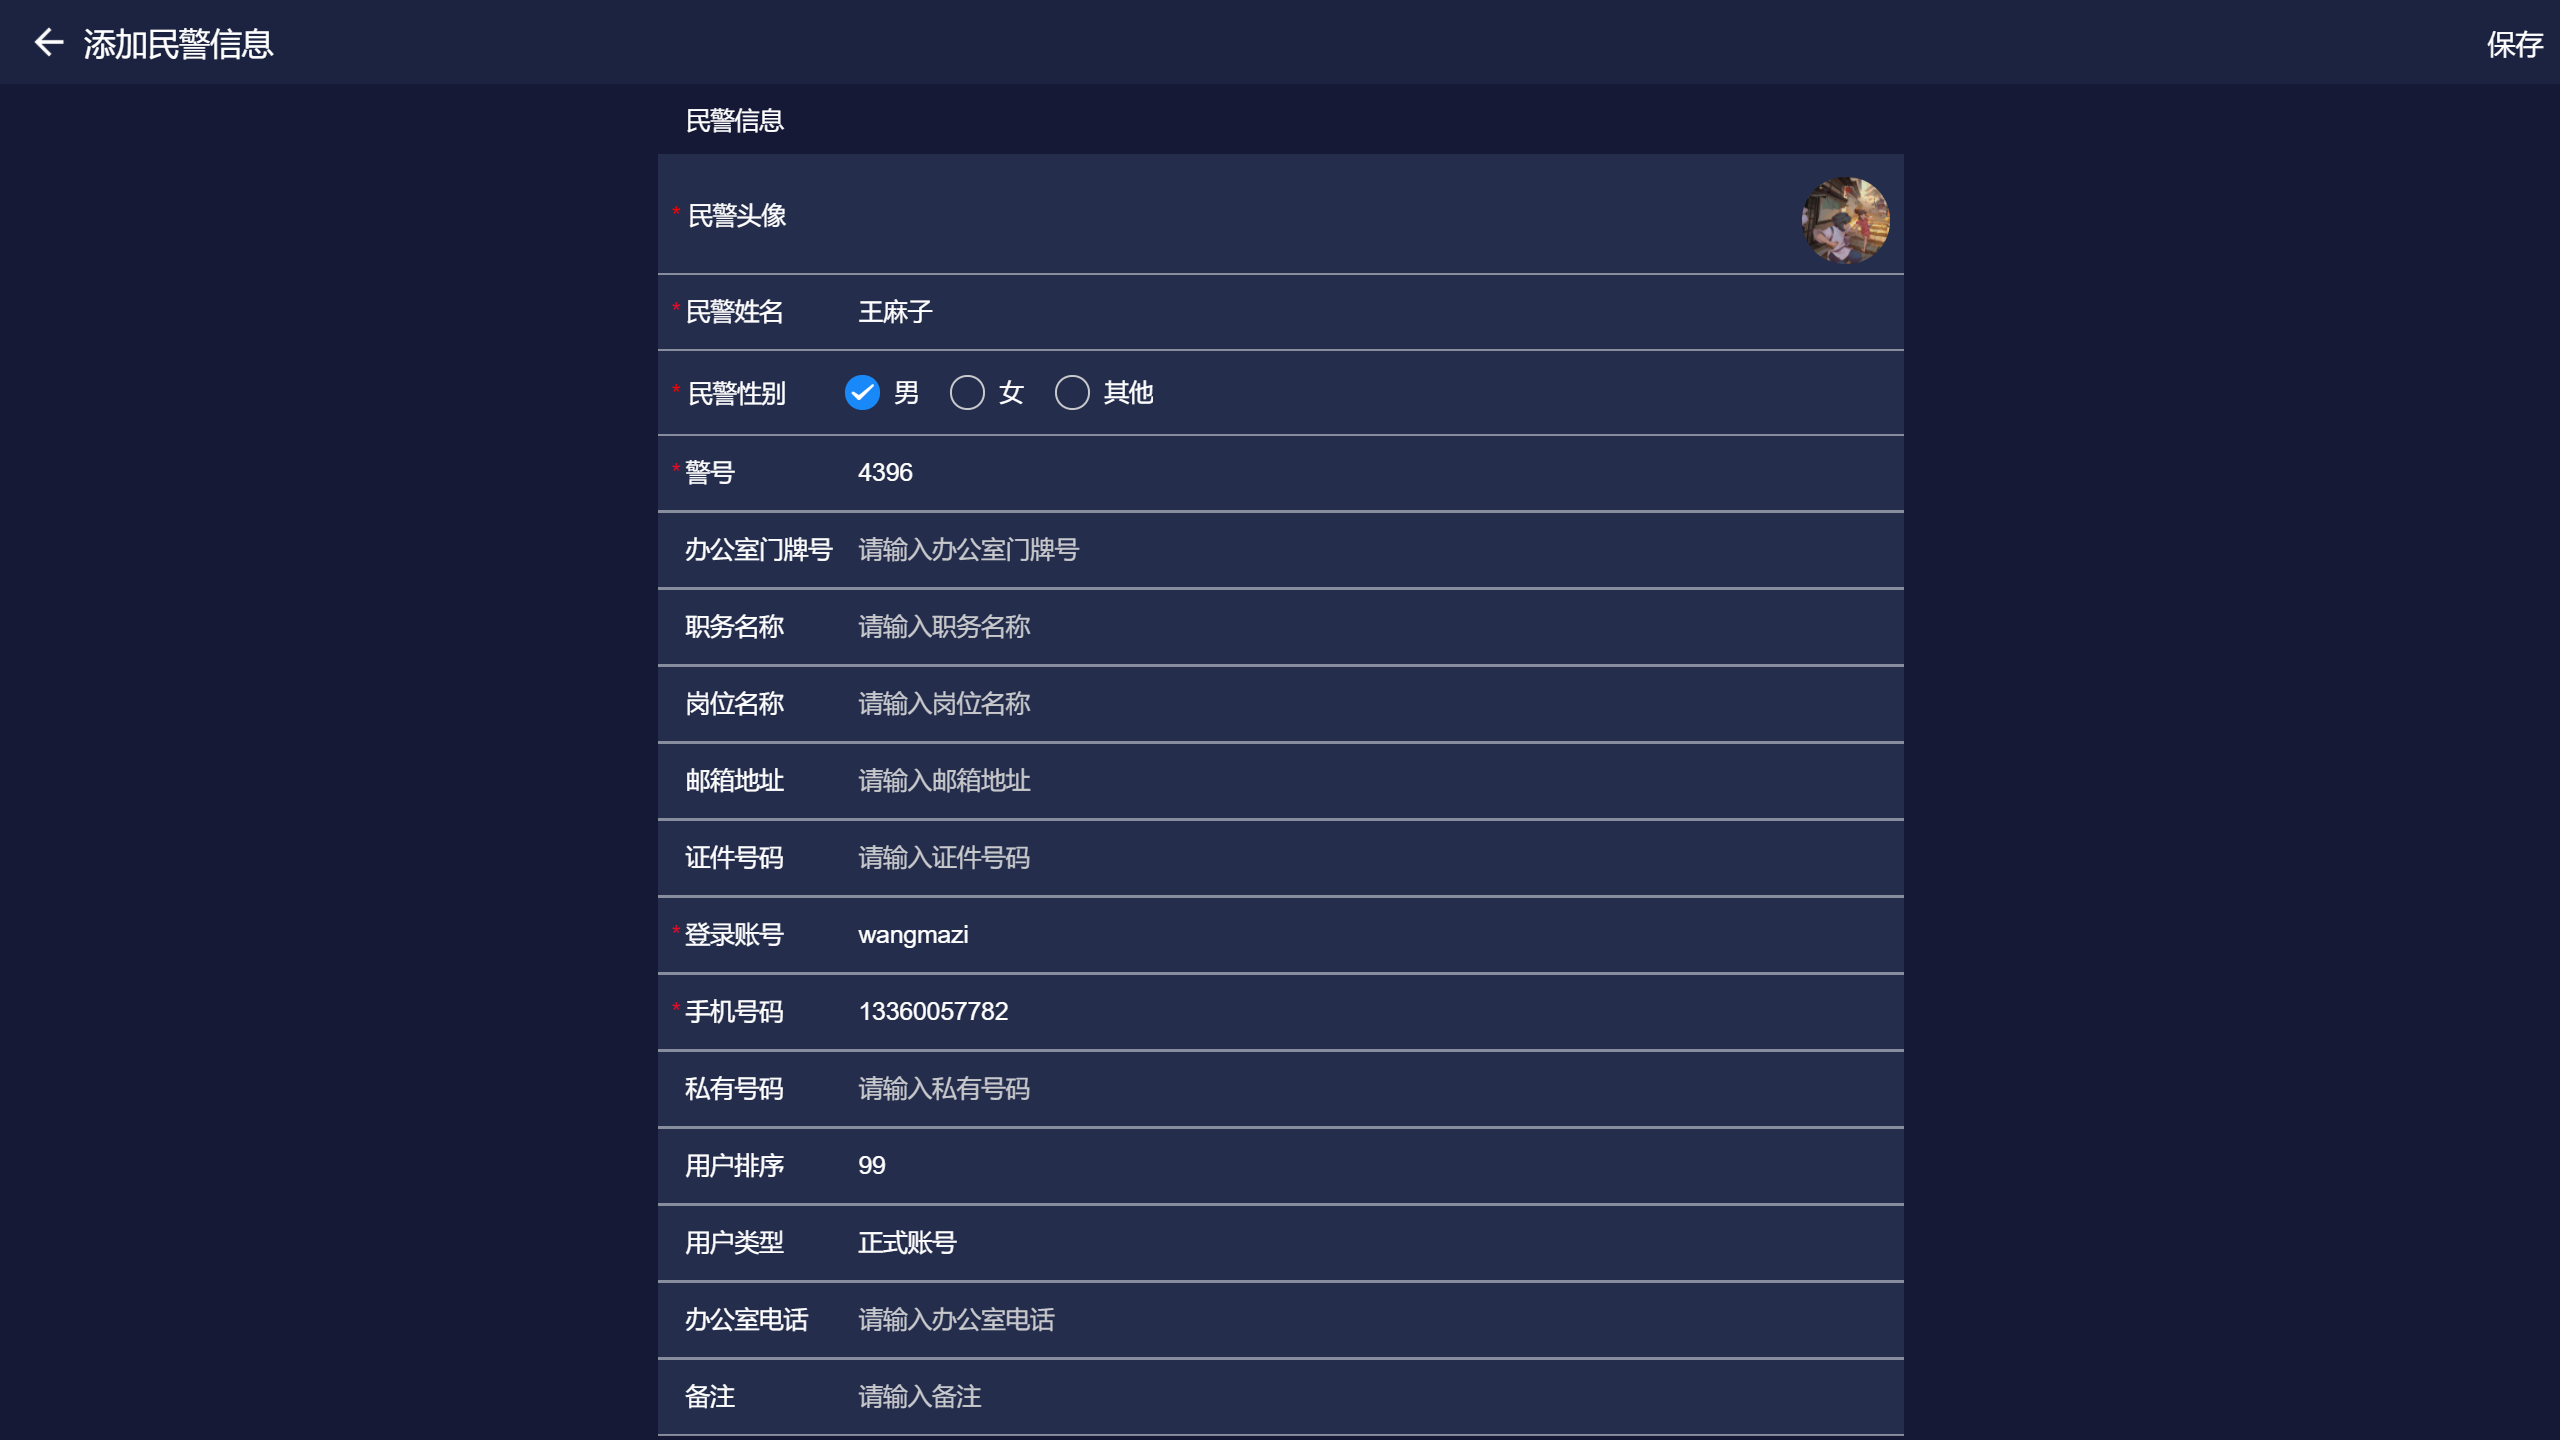 添加民警信息
保存
民警信息
* 民警头像
* 民警姓名 王麻子
* 民警性别 男 女 其他
* 警号 4396
办公室门牌号 请输入办公室门牌号
职务名称 请输入职务名称
岗位名称 请输入岗位名称
邮箱地址 请输入邮箱地址
证件号码 请输入证件号码
* 登录账号 wangmazi
* 手机号码 13360057782
私有号码 请输入私有号码
用户排序 99
用户类型 正式账号
办公室电话 请输入办公室电话
备注 请输入备注